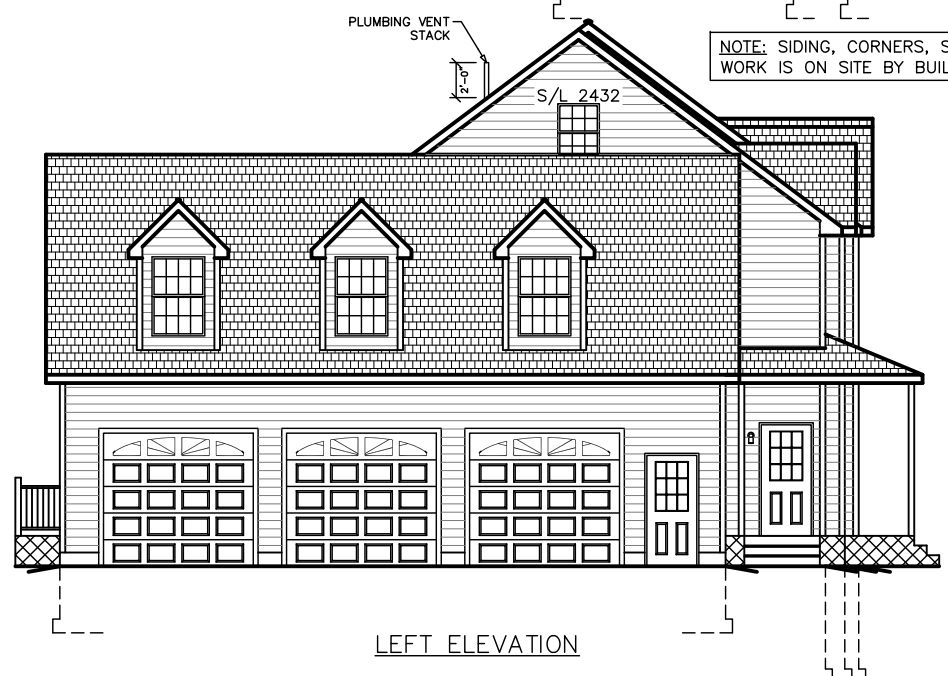 PLUMBING VENT
STACK
NOTE: SIDING, CORNERS, S
WORK IS ON SITE BY BUIL
2'-0"
S/L 2432
LEFT ELEVATION